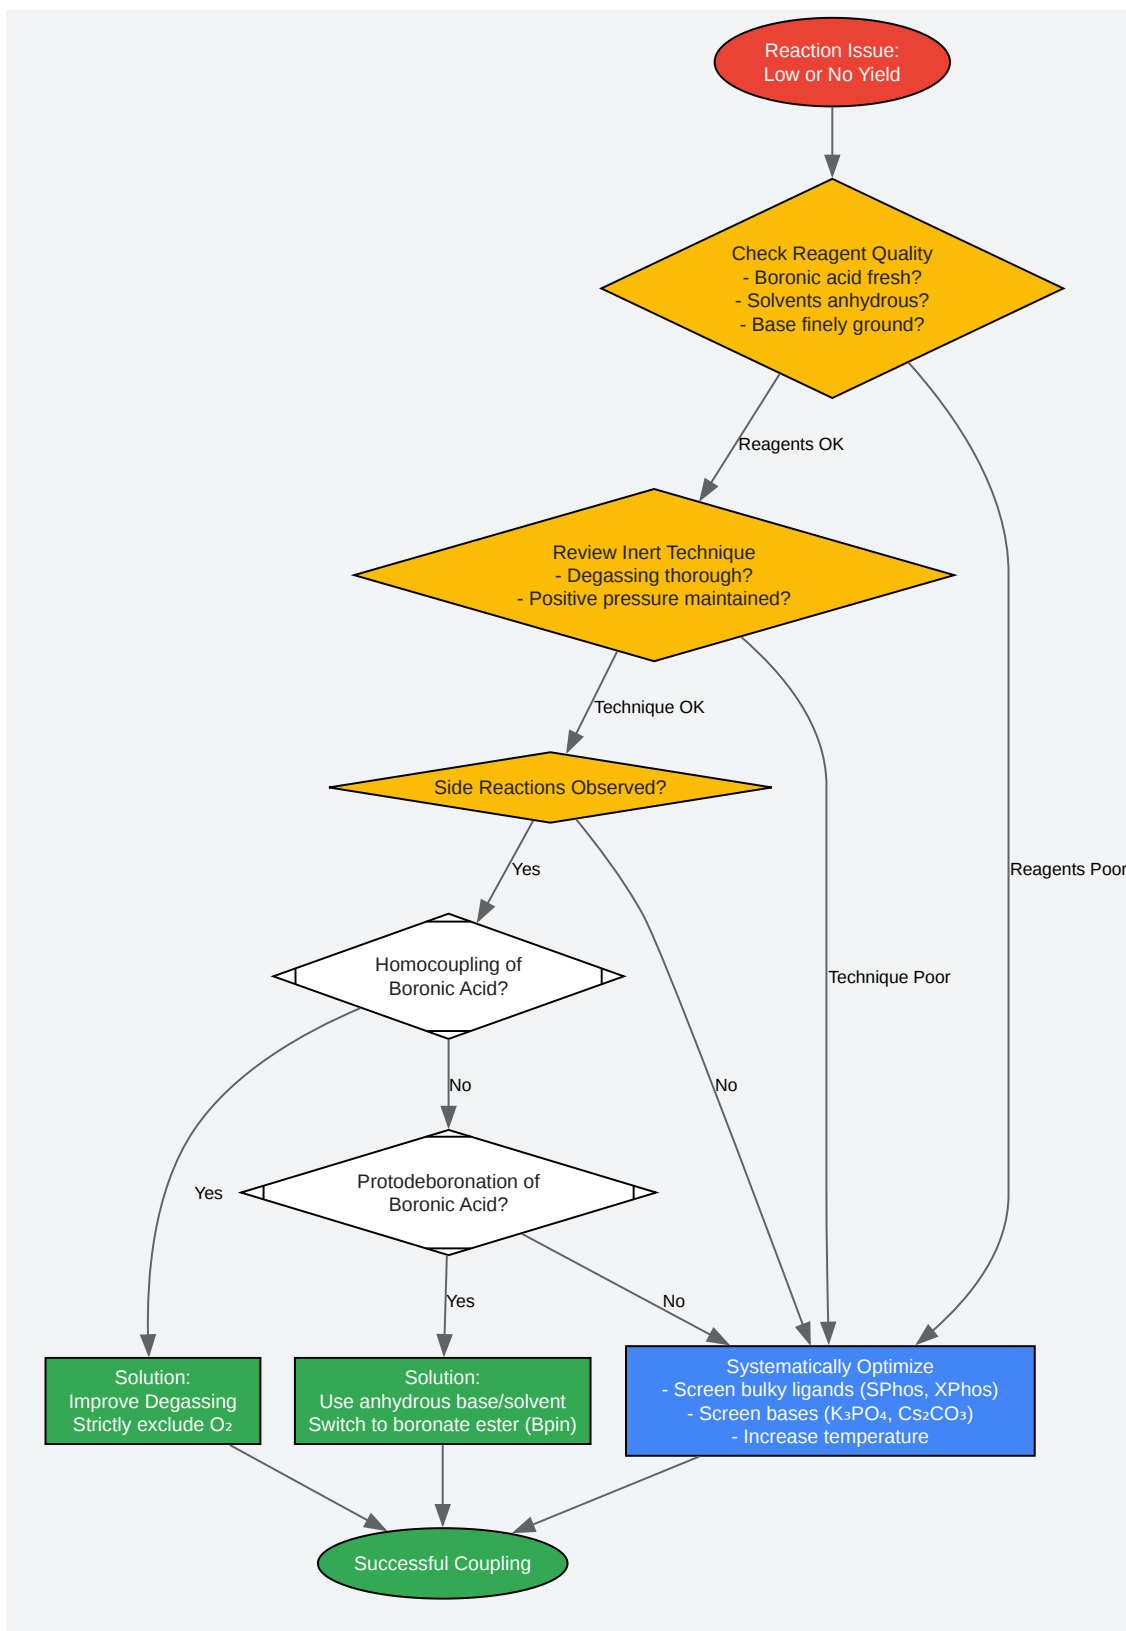 Reaction Issue:
Low or No Yield
Check Reagent Quality
- Boronic acid fresh?
- Solvents anhydrous?
- Base finely ground?
Reagents OK
Review Inert Technique
- Degassing thorough?
- Positive pressure maintained?
Technique OK
Side Reactions Observed?
Yes
Reagents Poor
Homocoupling of
Boronic Acid?
Technique Poor
No
No
Protodeboronation of
Boronic Acid?
Yes
Yes
No
Solution:
Improve Degassing
Strictly exclude O₂
Solution:
Use anhydrous base/solvent
Switch to boronate ester (Bpin)
Systematically Optimize
- Screen bulky ligands (SPhos, XPhos)
- Screen bases (K₃PO₄, Cs₂CO₃)
- Increase temperature
Successful Coupling